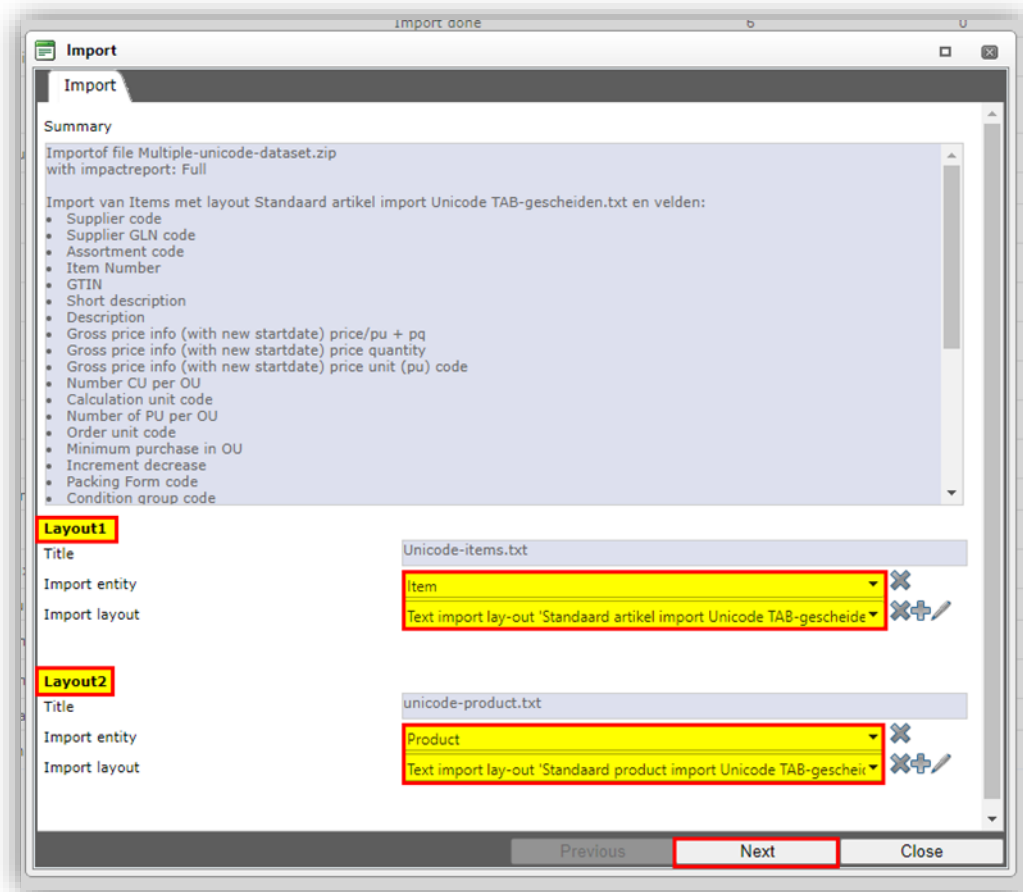 Import done 6 0
Import
Import
Summary
Importof file Multiple-unicode-dataset.zip
with impactreport: Full
Import van Items met layout Standaard artikel import Unicode TAB-gescheiden.txt en velden:
• Supplier code
• Supplier GLN code
• Assortment code
• Item Number
• GTIN
• Short description
• Description
• Gross price info (with new startdate) price/pu + pq
• Gross price info (with new startdate) price quantity
• Gross price info (with new startdate) price unit (pu) code
• Number CU per OU
• Calculation unit code
• Number of PU per OU
• Order unit code
• Minimum purchase in OU
• Increment decrease
• Packing Form code
• Condition group code
Layout1
Title Unicode-items.txt
Import entity Item
Import layout Text import lay-out 'Standaard artikel import Unicode TAB-gescheide
Layout2
Title unicode-product.txt
Import entity Product
Import layout Text import lay-out 'Standaard product import Unicode TAB-gescheid
Previous Next Close